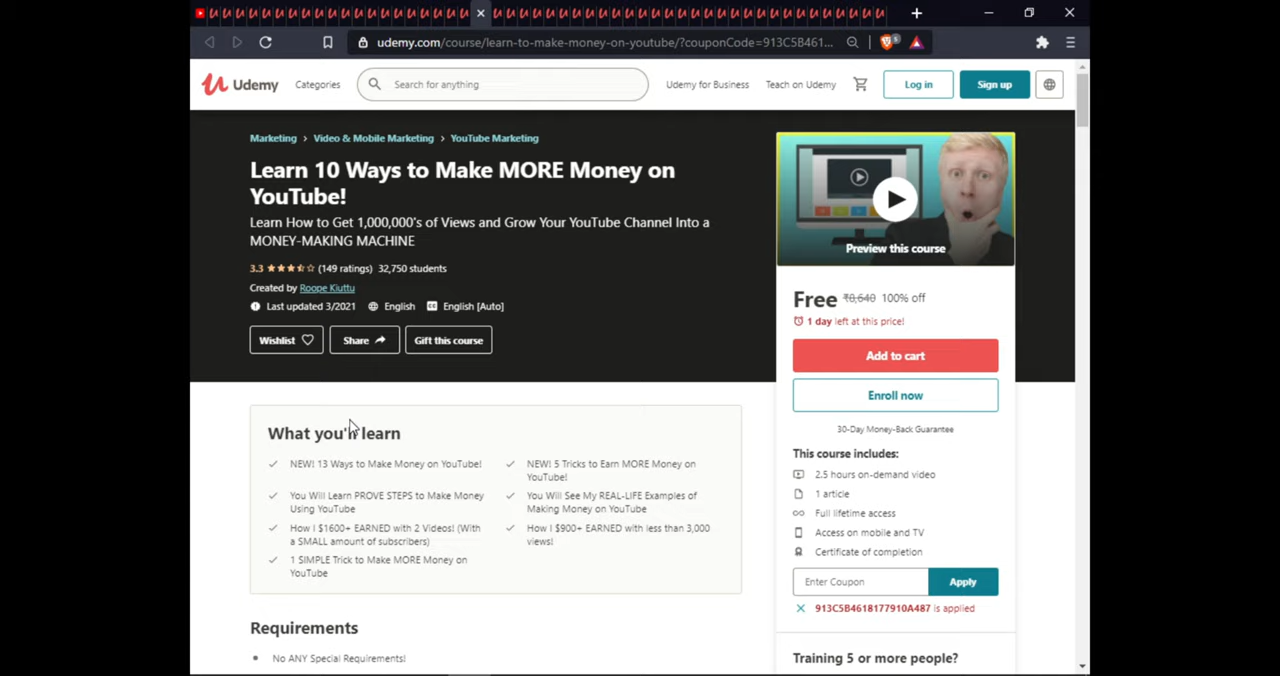 udemy.com/course/learn-to-make-money-on-youtube/?couponCode=913C5B461...
Udemy Categories Search for anything Udemy for Business Teach on Udemy Log in Sign up
Marketing > Video & Mobile Marketing > YouTube Marketing
Learn 10 Ways to Make MORE Money on
YouTube!
Learn How to Get 1,000,000's of Views and Grow Your YouTube Channel Into a
MONEY-MAKING MACHINE
3.3 (149 ratings) 32,750 students
Created by Roope Kiuttu
Last updated 3/2021 English English [Auto]
Wishlist Share Gift this course
What you'll learn
NEW! 13 Ways to Make Money on YouTube!
You Will Learn PROVE STEPS to Make Money
Using YouTube
How I $1600+ EARNED with 2 Videos! (With
a SMALL amount of subscribers)
1 SIMPLE Trick to Make MORE Money on
YouTube
NEW! 5 Tricks to Earn MORE Money on
YouTube!
You Will See My REAL-LIFE Examples of
Making Money on YouTube
How I $900+ EARNED with less than 3,000
views!
Requirements
No ANY Special Requirements!
Preview this course
Free ₹8,640 100% off
1 day left at this price!
Add to cart
Enroll now
30-Day Money-Back Guarantee
This course includes:
2.5 hours on-demand video
1 article
Full lifetime access
Access on mobile and TV
Certificate of completion
Enter Coupon Apply
913C5B4618177910A487 is applied
Training 5 or more people?